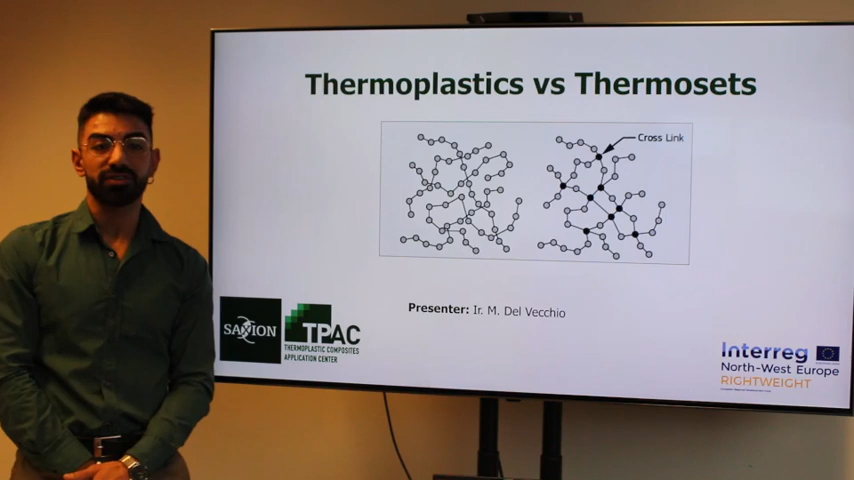 Thermoplastics vs Thermosets
Cross Link
Presenter: Ir. M. Del Vecchio
SAXION
TPAC
THERMOPLASTIC COMPOSITES
APPLICATION CENTER
Interreg
North-West Europe
RIGHTWEIGHT